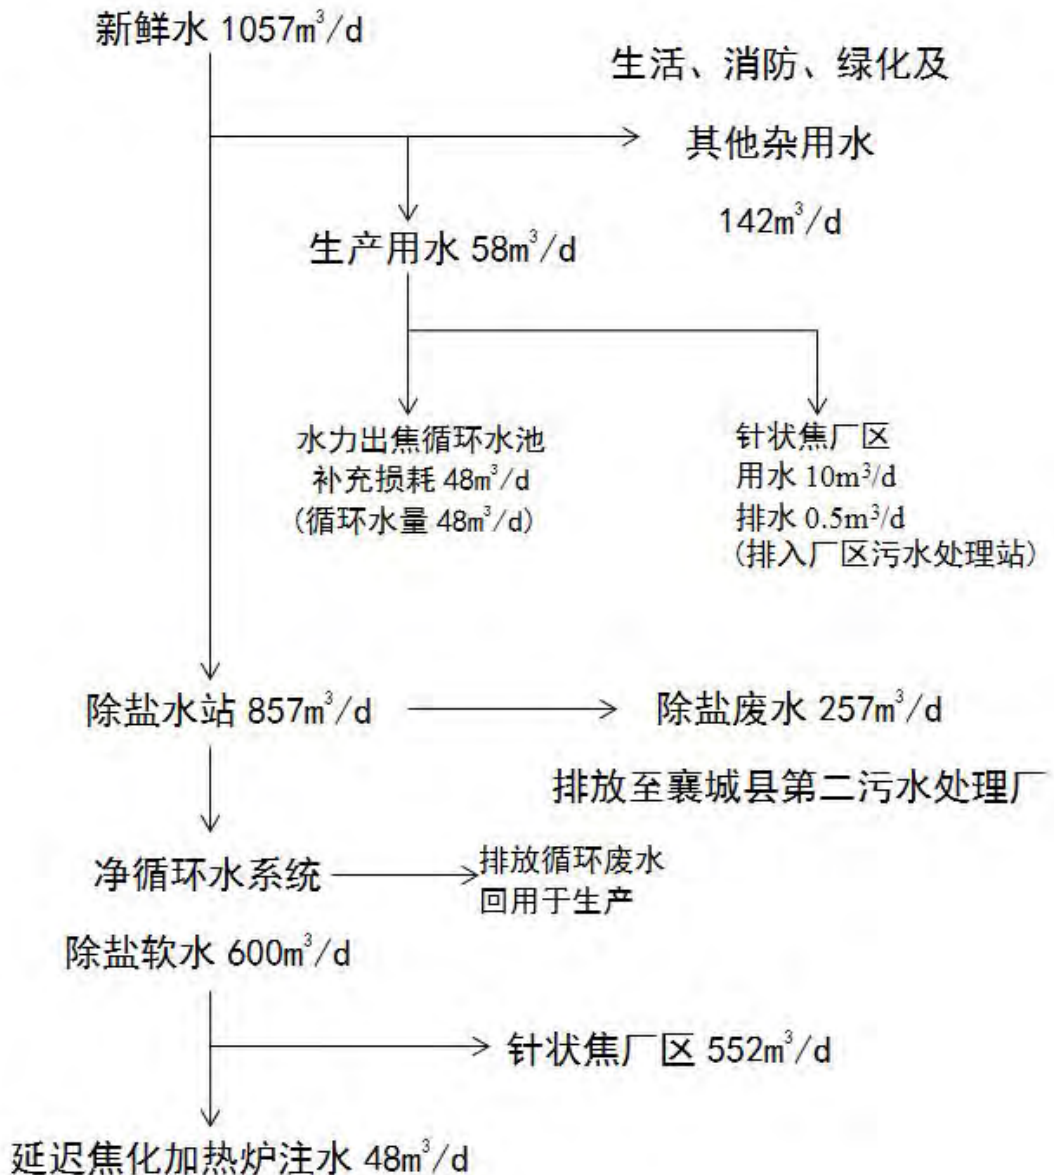 新鲜水 1057m³/d
生活、消防、绿化及
其他杂用水
142m³/d
生产用水 58m³/d
水力出焦循环水池
补充损耗 48m³/d
(循环水量 48m³/d)
针状焦厂区
用水 10m³/d
排水 0.5m³/d
(排入厂区污水处理站)
除盐水站 857m³/d
除盐废水 257m³/d
排放至襄城县第二污水处理厂
净循环水系统
排放循环废水
回用于生产
除盐软水 600m³/d
针状焦厂区 552m³/d
延迟焦化加热炉注水 48m³/d